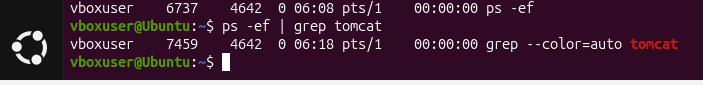 vboxuser    6737    4642  0 06:08 pts/1    00:00:00 ps -ef
vboxuser@Ubuntu:~$ ps -ef | grep tomcat
vboxuser    7459    4642  0 06:18 pts/1    00:00:00 grep --color=auto tomcat
vboxuser@Ubuntu:~$